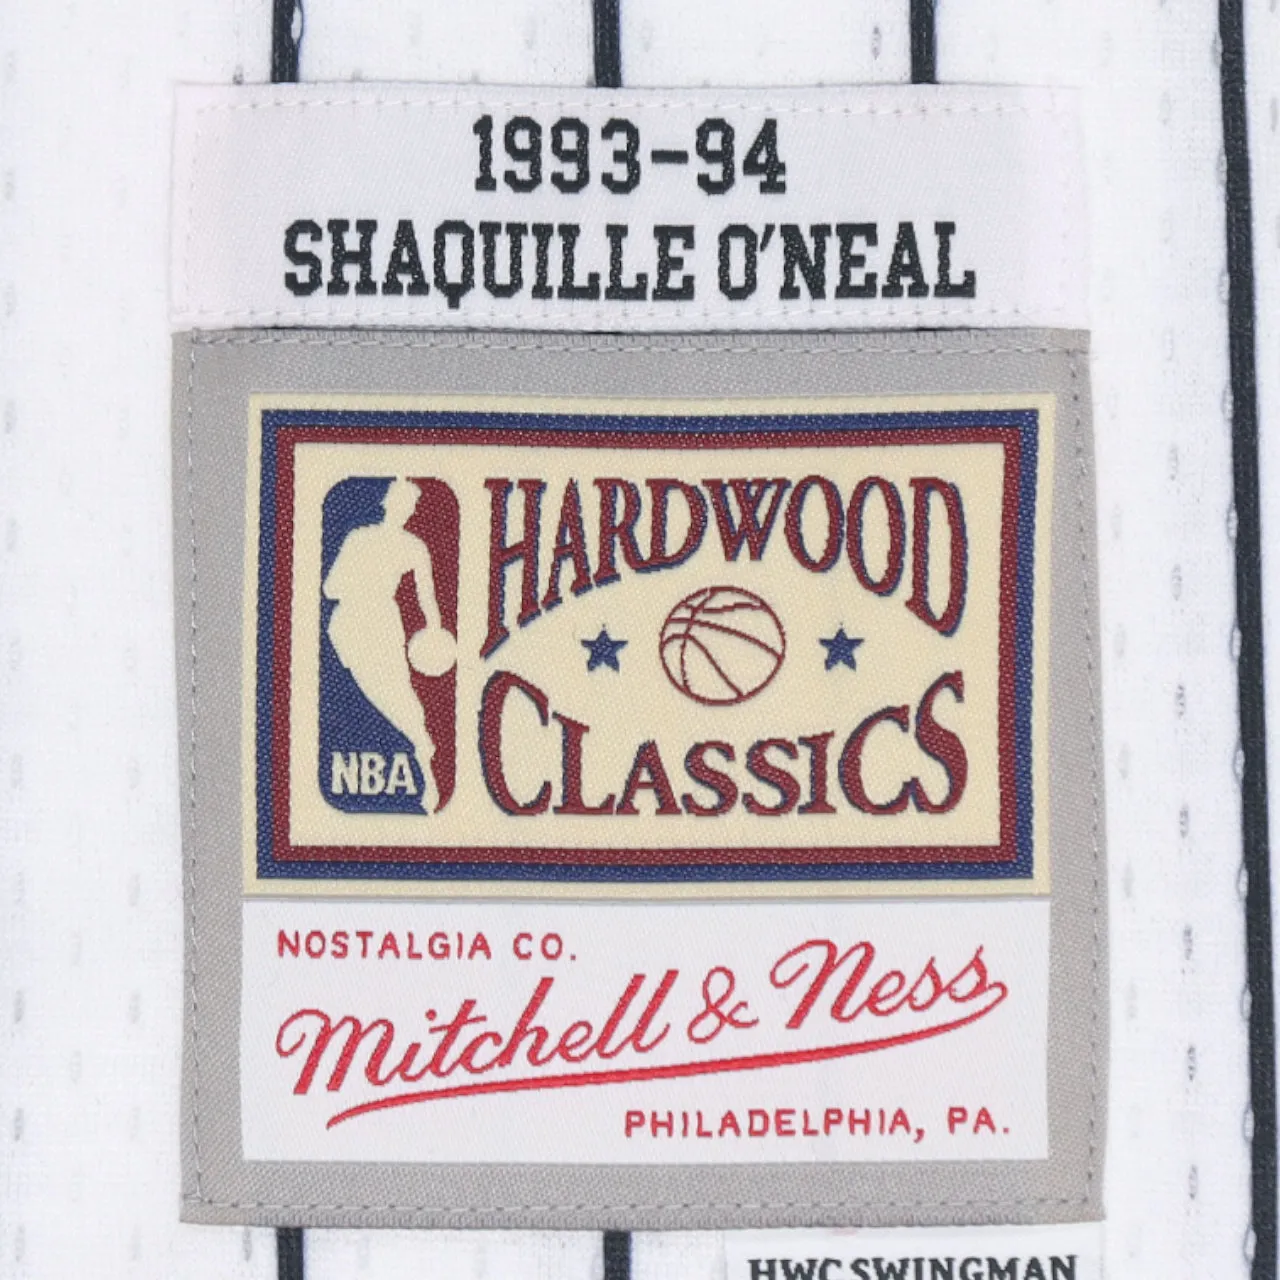 1993-94
SHAQUILLE O'NEAL
HARDWOOD
CLASSICS
NBA
NOSTALGIA CO.
Mitchell & Ness
PHILADELPHIA, PA.
HWC SWINGMAN